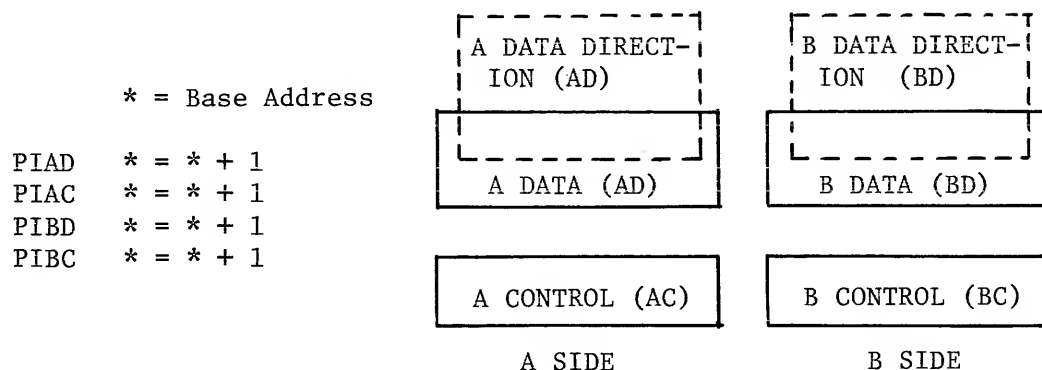 * = Base Address
PIAD * = * + 1
PIAC * = * + 1
PIBD * = * + 1
PIBC * = * + 1
A DATA DIRECT-
ION (AD)
A DATA (AD)
A CONTROL (AC)
A SIDE
B DATA DIRECT-
ION (BD)
B DATA (BD)
B CONTROL (BC)
B SIDE